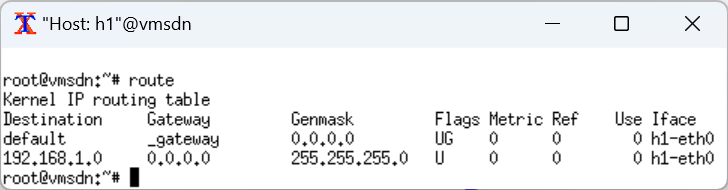 "Host: h1"@vmsdn
root@vmsdn:~# route
Kernel IP routing table
Destination     Gateway         Genmask         Flags Metric Ref    Use Iface
default         _gateway        0.0.0.0         UG    0      0        0 h1-eth0
192.168.1.0     0.0.0.0         255.255.255.0   U     0      0        0 h1-eth0
root@vmsdn:~#